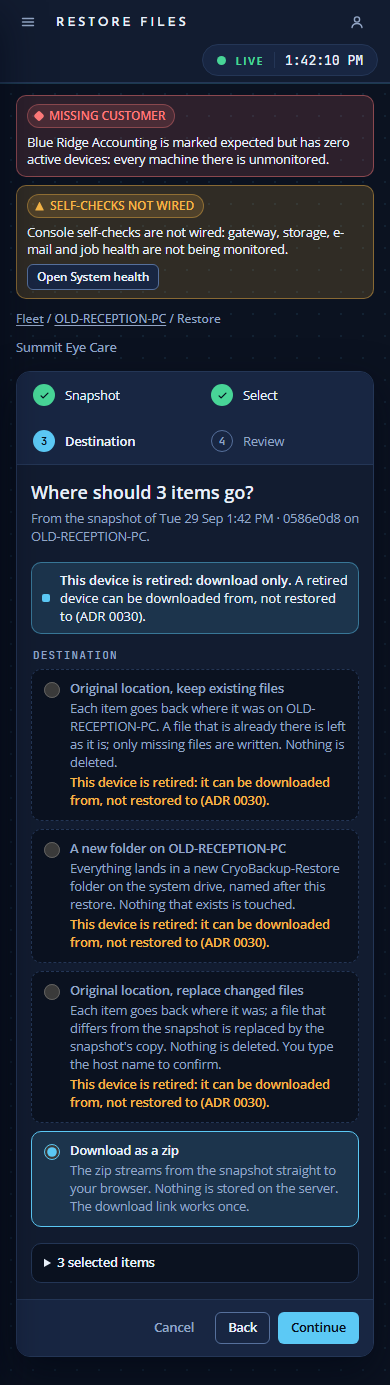 RESTORE FILES
LIVE 1:42:10 PM
MISSING CUSTOMER
Blue Ridge Accounting is marked expected but has zero
active devices: every machine there is unmonitored.
SELF-CHECKS NOT WIRED
Console self-checks are not wired: gateway, storage, e-
mail and job health are not being monitored.
Open System health
Fleet / OLD-RECEPTION-PC / Restore
Summit Eye Care
Snapshot
Select
3 Destination
4 Review
Where should 3 items go?
From the snapshot of Tue 29 Sep 1:42 PM · 0586e0d8 on
OLD-RECEPTION-PC.
This device is retired: download only. A retired
device can be downloaded from, not restored
to (ADR 0030).
DESTINATION
Original location, keep existing files
Each item goes back where it was on OLD-
RECEPTION-PC. A file that is already there is left
as it is; only missing files are written. Nothing is
deleted.
This device is retired: it can be downloaded
from, not restored to (ADR 0030).
A new folder on OLD-RECEPTION-PC
Everything lands in a new CryoBackup-Restore
folder on the system drive, named after this
restore. Nothing that exists is touched.
This device is retired: it can be downloaded
from, not restored to (ADR 0030).
Original location, replace changed files
Each item goes back where it was; a file that
differs from the snapshot is replaced by the
snapshot's copy. Nothing is deleted. You type
the host name to confirm.
This device is retired: it can be downloaded
from, not restored to (ADR 0030).
Download as a zip
The zip streams from the snapshot straight to
your browser. Nothing is stored on the server.
The download link works once.
3 selected items
Cancel
Back
Continue